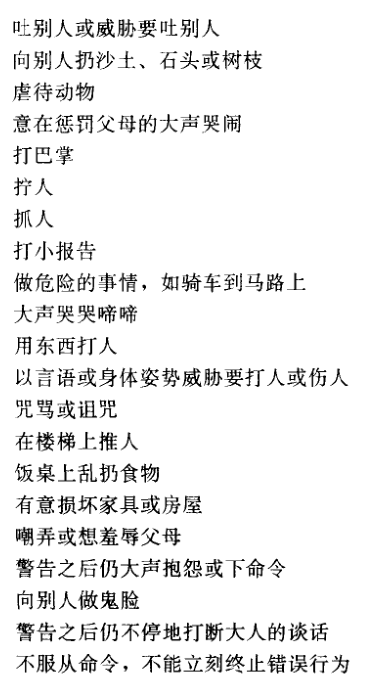 吐别人或威胁要吐别人
向别人扔沙土、石头或树枝
虐待动物
意在惩罚父母的大声哭闹
打巴掌
拧人
抓人
打小报告
做危险的事情，如骑车到马路上
大声哭哭啼啼
用东西打人
以言语或身体姿势威胁要打人或伤人
咒骂或诅咒
在楼梯上推人
饭桌上乱扔食物
有意损坏家具或房屋
嘲弄或想羞辱父母
警告之后仍大声抱怨或下命令
向别人做鬼脸
警告之后仍不停地打断大人的谈话
不服从命令，不能立刻终止错误行为